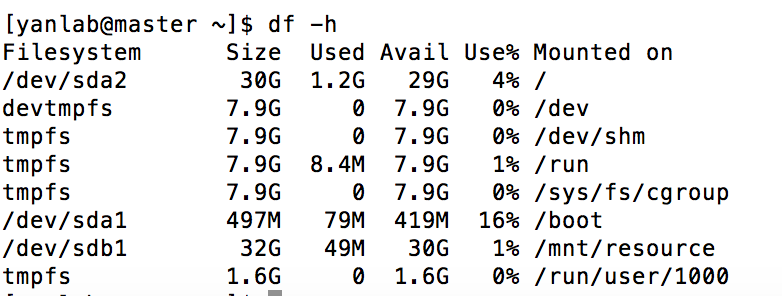 [yanlab@master ~]$ df -h
Filesystem      Size  Used Avail Use% Mounted on
/dev/sda2        30G  1.2G   29G   4% /
devtmpfs        7.9G     0  7.9G   0% /dev
tmpfs           7.9G     0  7.9G   0% /dev/shm
tmpfs           7.9G  8.4M  7.9G   1% /run
tmpfs           7.9G     0  7.9G   0% /sys/fs/cgroup
/dev/sda1       497M   79M  419M  16% /boot
/dev/sdb1        32G   49M   30G   1% /mnt/resource
tmpfs           1.6G     0  1.6G   0% /run/user/1000